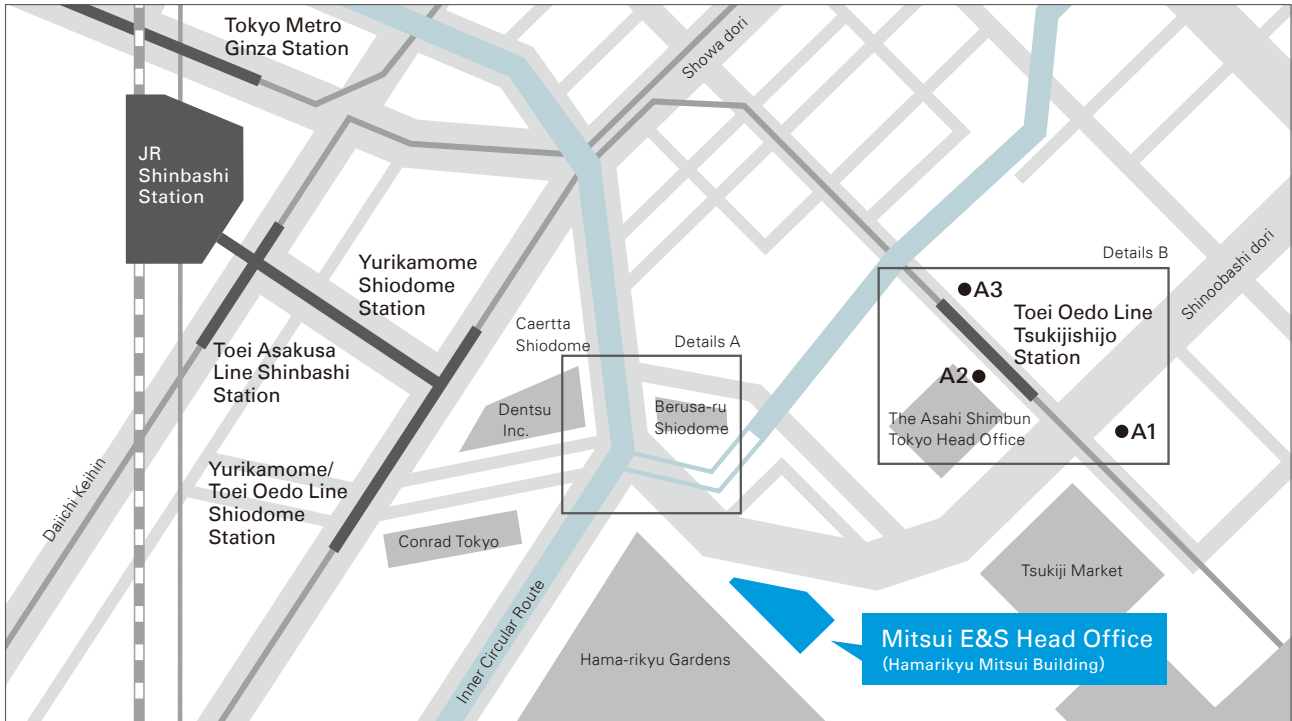 Tokyo Metro
Ginza Station
Showa dori
JR
Shinbashi
Station
Details B
Shinoobashi dori
Yurikamome
Shiodome
Station
A3
Toei Oedo Line
Tsukijishijo
Station
Caertta
Shiodome
Details A
Toei Asakusa
Line Shinbashi
Station
A2
Dentsu
Inc.
Berusa-ru
Shiodome
The Asahi Shimbun
Tokyo Head Office
A1
Daiichi Keihin
Yurikamome/
Toei Oedo Line
Shiodome
Station
Conrad Tokyo
Tsukiji Market
Inner Circular Route
Hama-rikyu Gardens
Mitsui E&S Head Office
(Hamarikyu Mitsui Building)